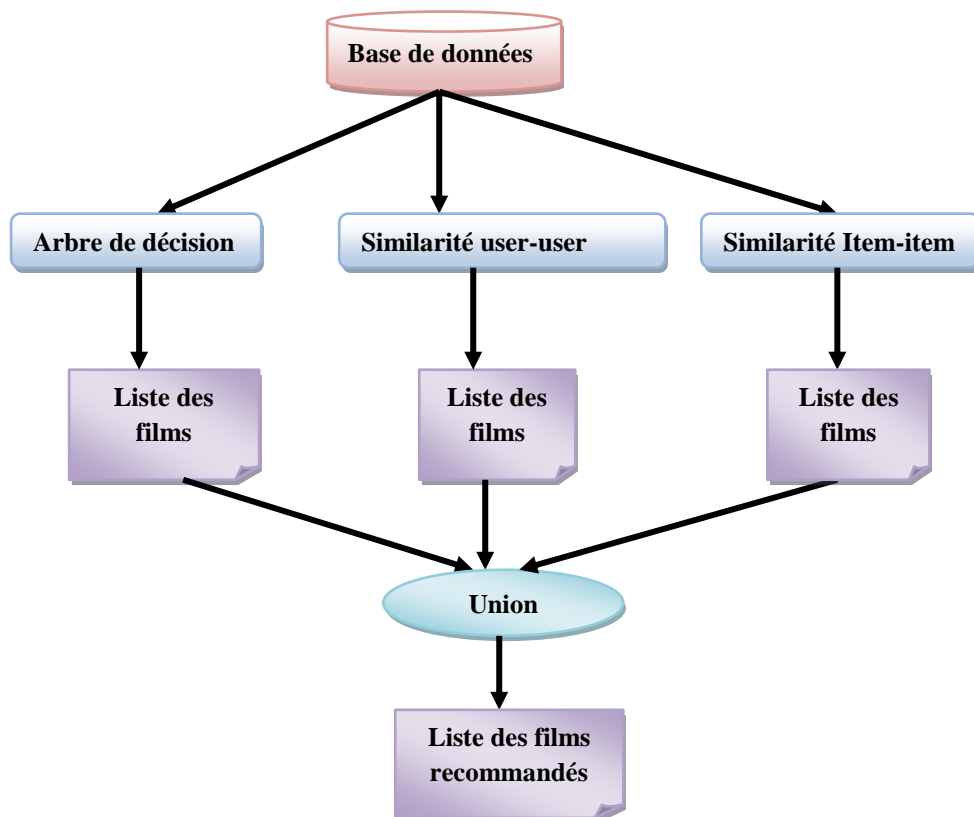 Base de données
Arbre de décision
Similarité user-user
Similarité Item-item
Liste des
films
Liste des
films
Liste des
films
Union
Liste des films
recommandés